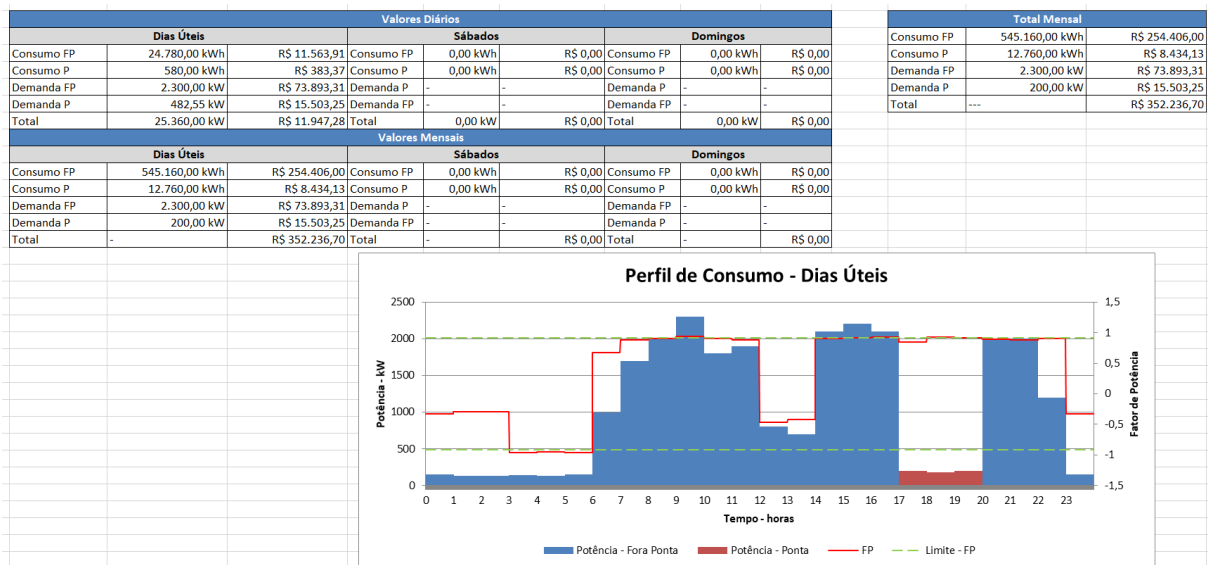 Valores Diários
Dias Úteis Sábados Domingos
Consumo FP 24.780,00 kWh R$ 11.563,91 Consumo FP 0,00 kWh R$ 0,00 Consumo FP 0,00 kWh R$ 0,00
Consumo P 580,00 kWh R$ 383,37 Consumo P 0,00 kWh R$ 0,00 Consumo P 0,00 kWh R$ 0,00
Demanda FP 2.300,00 kW R$ 73.893,31 Demanda P - - Demanda P - -
Demanda P 482,55 kW R$ 15.503,25 Demanda FP - - Demanda FP - -
Total 25.360,00 kW R$ 11.947,28 Total 0,00 kW R$ 0,00 Total 0,00 kW R$ 0,00
Valores Mensais
Dias Úteis Sábados Domingos
Consumo FP 545.160,00 kWh R$ 254.406,00 Consumo FP 0,00 kWh R$ 0,00 Consumo FP 0,00 kWh R$ 0,00
Consumo P 12.760,00 kWh R$ 8.434,13 Consumo P 0,00 kWh R$ 0,00 Consumo P 0,00 kWh R$ 0,00
Demanda FP 2.300,00 kW R$ 73.893,31 Demanda P - - Demanda FP - -
Demanda P 200,00 kW R$ 15.503,25 Demanda FP - - Demanda P - -
Total - R$ 352.236,70 Total - R$ 0,00 Total - R$ 0,00
Total Mensal
Consumo FP 545.160,00 kWh R$ 254.406,00
Consumo P 12.760,00 kWh R$ 8.434,13
Demanda FP 2.300,00 kW R$ 73.893,31
Demanda P 200,00 kW R$ 15.503,25
Total --- R$ 352.236,70
Perfil de Consumo - Dias Úteis
Potência - kW
2500
2000
1500
1000
500
0
1,5
1
0,5
0
-0,5
-1
-1,5
Fator de Potência
0 1 2 3 4 5 6 7 8 9 10 11 12 13 14 15 16 17 18 19 20 21 22 23
Tempo - horas
Potência - Fora Ponta Potência - Ponta FP Limite - FP